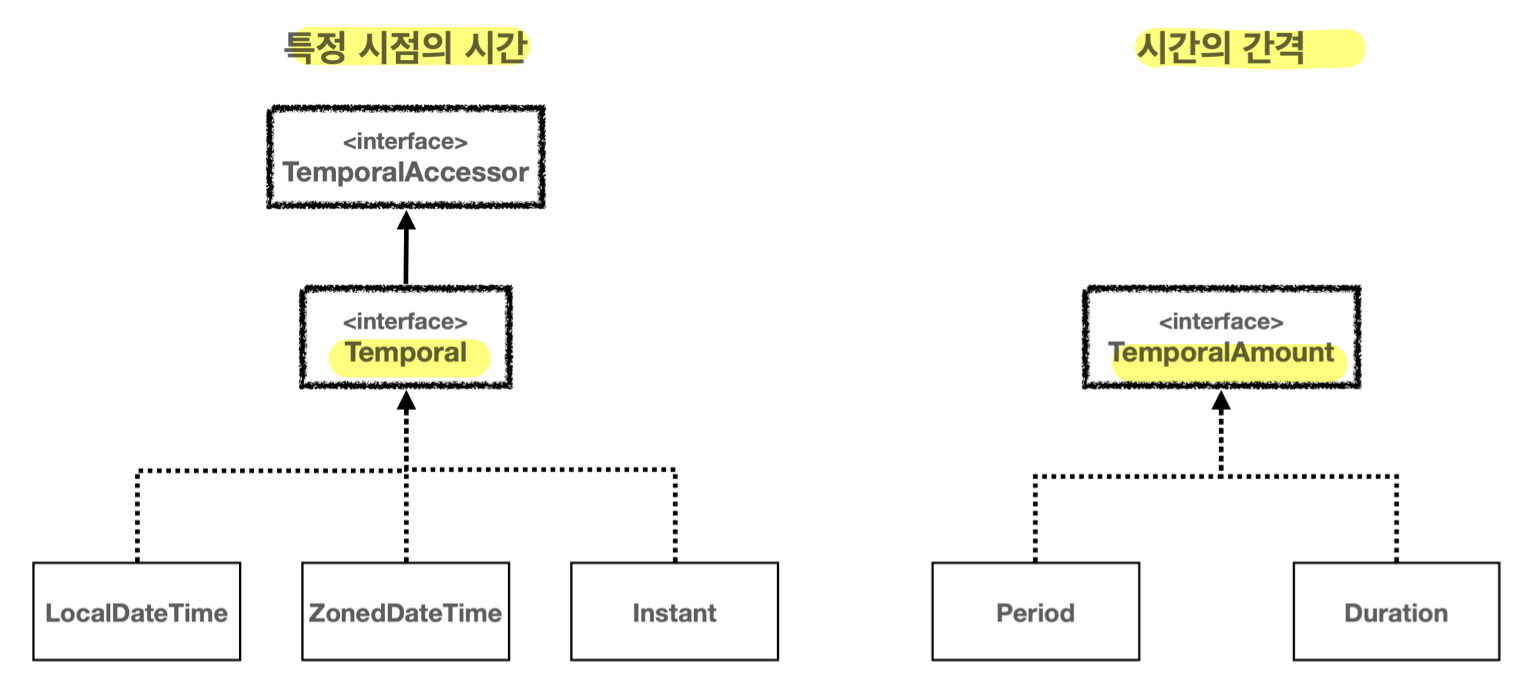 특정 시점의 시간
시간의 간격
<interface>
TemporalAccessor
<interface>
Temporal
<interface>
TemporalAmount
LocalDateTime
ZonedDateTime
Instant
Period
Duration